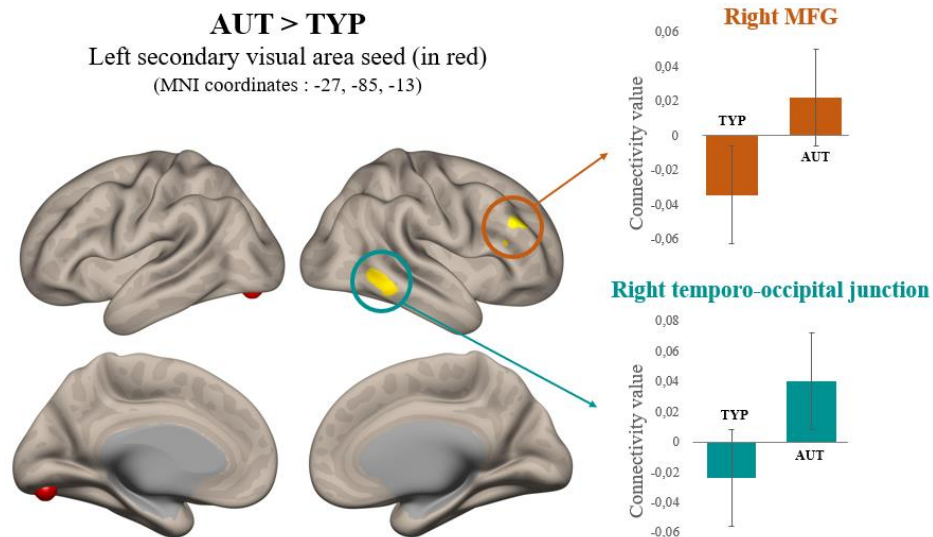 AUT > TYP
Left secondary visual area seed (in red)
(MNI coordinates : -27, -85, -13)
Right MFG
Connectivity value
0,06
0,04
0,02
0
-0,02
-0,04
-0,06
TYP
AUT
Right temporo-occipital junction
Connectivity value
0,08
0,06
0,04
0,02
0
-0,02
-0,04
-0.06
TYP
AUT